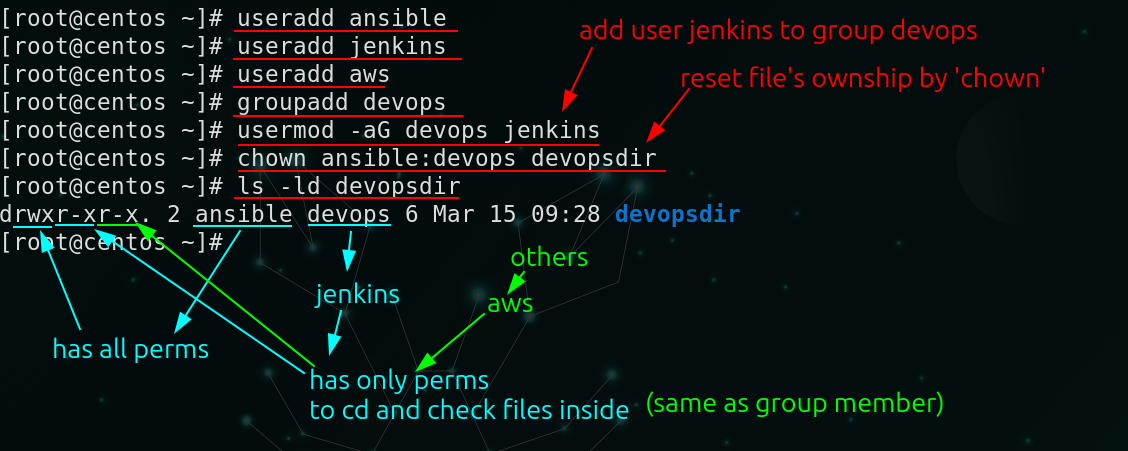 [root@centos ~]# useradd ansible
[root@centos ~]# useradd jenkins
[root@centos ~]# useradd aws
[root@centos ~]# groupadd devops
[root@centos ~]# usermod -aG devops jenkins
[root@centos ~]# chown ansible:devops devopsdir
[root@centos ~]# ls -ld devopsdir
drwxr-xr-x. 2 ansible devops 6 Mar 15 09:28 devopsdir
[root@centos ~]#
add user jenkins to group devops
reset file's ownship by 'chown'
others
jenkins
aws
has all perms
has only perms
to cd and check files inside
(same as group member)